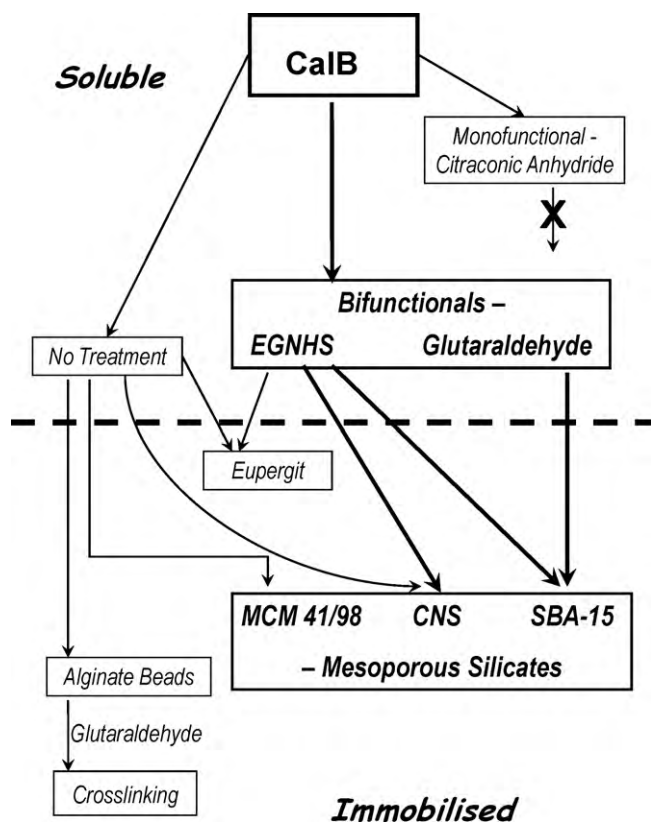 CalB
Soluble
Monofunctional -
Citraconic Anhydride
X
Bifunctionals –
EGNHS Glutaraldehyde
No Treatment
Eupergit
MCM 41/98 CNS SBA-15
– Mesoporous Silicates
Alginate Beads
Glutaraldehyde
Crosslinking
Immobilised